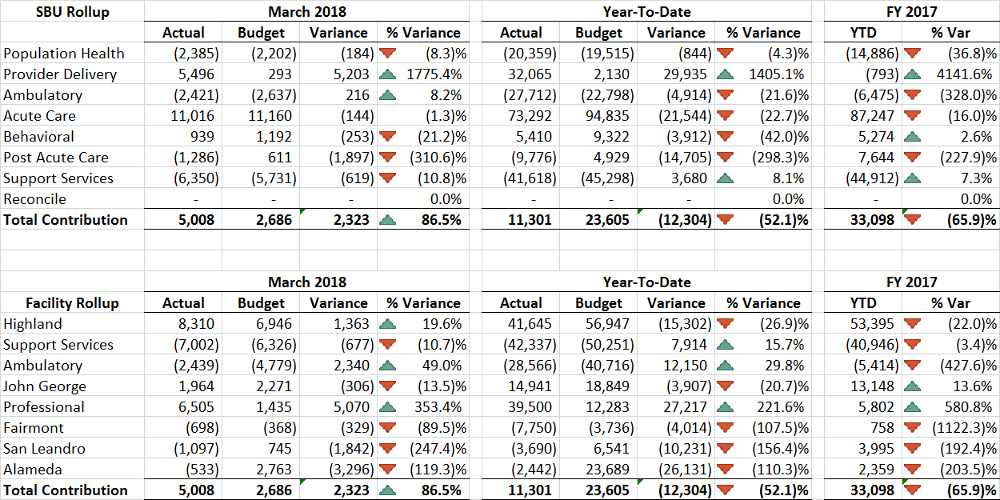 SBU Rollup March 2018 Year-To-Date FY 2017
Actual Budget Variance % Variance Actual Budget Variance % Variance YTD % Var
Population Health (2,385) (2,202) (184) (8.3)% (20,359) (19,515) (844) (4.3)% (14,886) (36.8)%
Provider Delivery 5,496 293 5,203 1775.4% 32,065 2,130 29,935 1405.1% (793) 4141.6%
Ambulatory (2,421) (2,637) 216 8.2% (27,712) (22,798) (4,914) (21.6)% (6,475) (328.0)%
Acute Care 11,016 11,160 (144) (1.3)% 73,292 94,835 (21,544) (22.7)% 87,247 (16.0)%
Behavioral 939 1,192 (253) (21.2)% 5,410 9,322 (3,912) (42.0)% 5,274 2.6%
Post Acute Care (1,286) 611 (1,897) (310.6)% (9,776) 4,929 (14,705) (298.3)% 7,644 (227.9)%
Support Services (6,350) (5,731) (619) (10.8)% (41,618) (45,298) 3,680 8.1% (44,912) 7.3%
Reconcile - - - 0.0% - - - 0.0% - 0.0%
Total Contribution 5,008 2,686 2,323 86.5% 11,301 23,605 (12,304) (52.1)% 33,098 (65.9)%
March 2018 Year-To-Date FY 2017
Facility Rollup Actual Budget Variance % Variance Actual Budget Variance % Variance YTD % Var
Highland 8,310 6,946 1,363 19.6% 41,645 56,947 (15,302) (26.9)% 53,395 (22.0)%
Support Services (7,002) (6,326) (677) (10.7)% (42,337) (50,251) 7,914 15.7% (40,946) (3.4)%
Ambulatory (2,439) (4,779) 2,340 49.0% (28,566) (40,716) 12,150 29.8% (5,414) (427.6)%
John George 1,964 2,271 (306) (13.5)% 14,941 18,849 (3,907) (20.7)% 13,148 13.6%
Professional 6,505 1,435 5,070 353.4% 39,500 12,283 27,217 221.6% 5,802 580.8%
Fairmont (698) (368) (329) (89.5)% (7,750) (3,736) (4,014) (107.5)% 758 (1122.3)%
San Leandro (1,097) 745 (1,842) (247.4)% (3,690) 6,541 (10,231) (156.4)% 3,995 (192.4)%
Alameda (533) 2,763 (3,296) (119.3)% (2,442) 23,689 (26,131) (110.3)% 2,359 (203.5)%
Total Contribution 5,008 2,686 2,323 86.5% 11,301 23,605 (12,304) (52.1)% 33,098 (65.9)%